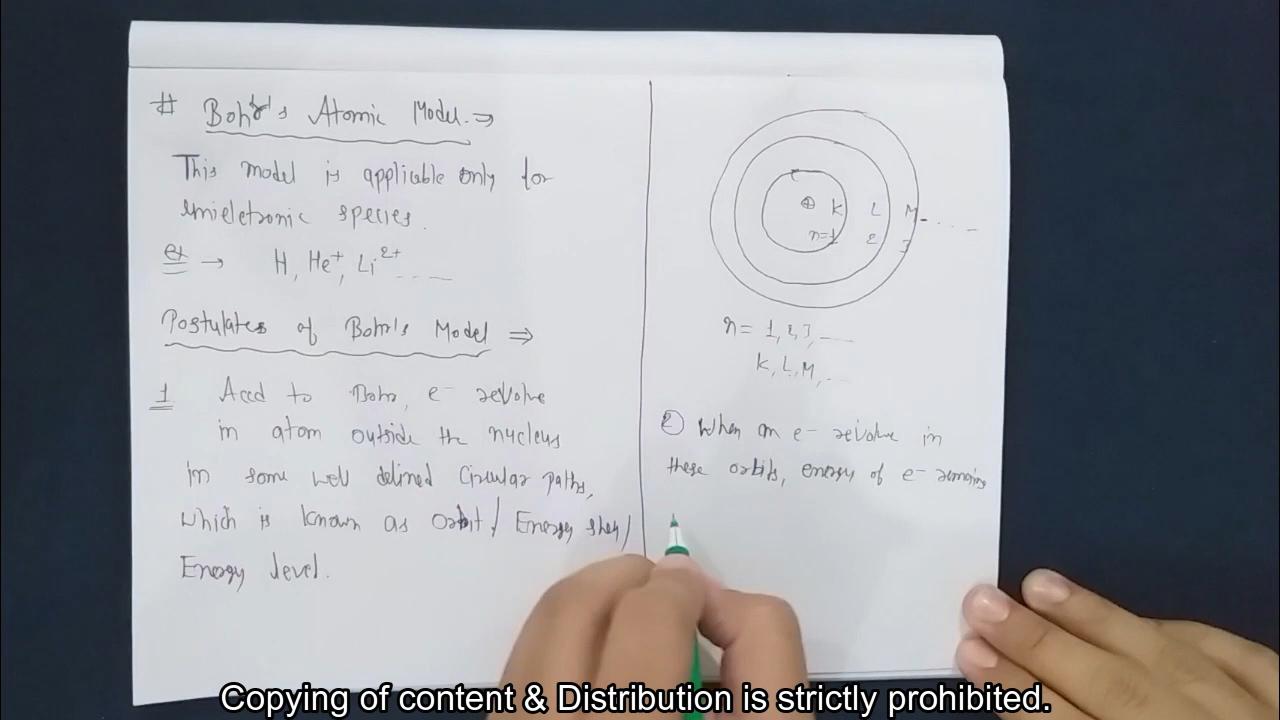 # Bohr's Atomic Model. ⇒
This model is applicable only for
unieletronic species.
ex → H, He⁺, Li²⁺ ----
Postulates of Bohr's Model ⇒
1 Accd to Bohr, e⁻ revolve
in atom outside the nucleus
in some well defined Circular paths,
which is known as Orbit / Energy shell /
Energy level.
⊕ K L M - . . . -
n=1 2 3
n = 1, 2, 3, ----
K, L, M, --
② When an e⁻ revolve in
these orbits, energy of e⁻ remains
Copying of content & Distribution is strictly prohibited.